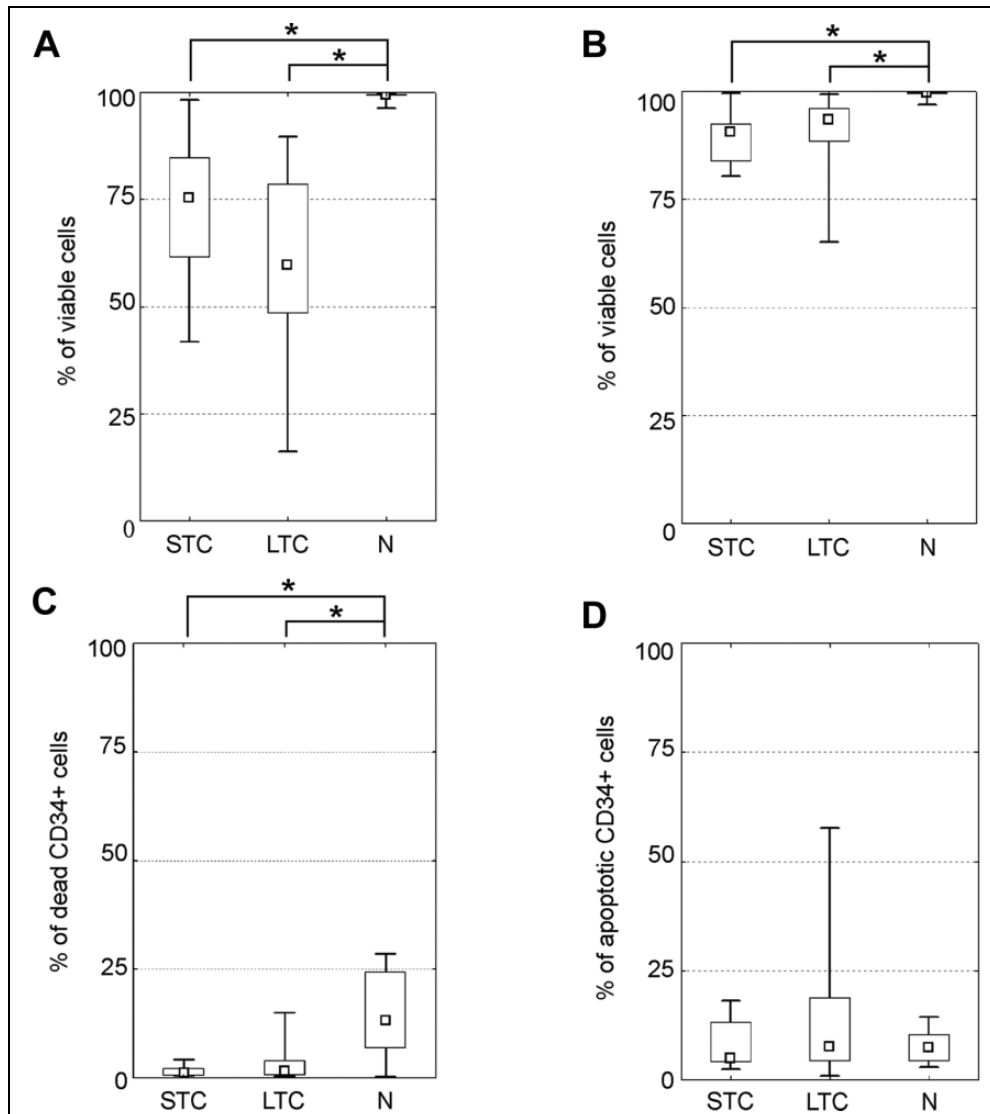 A
*
*
% of viable cells
100
75
50
25
0
STC LTC N
B
*
*
% of viable cells
100
75
50
25
0
STC LTC N
C
*
*
% of dead CD34+ cells
100
75
50
25
0
STC LTC N
D
% of apoptotic CD34+ cells
100
75
50
25
0
STC LTC N